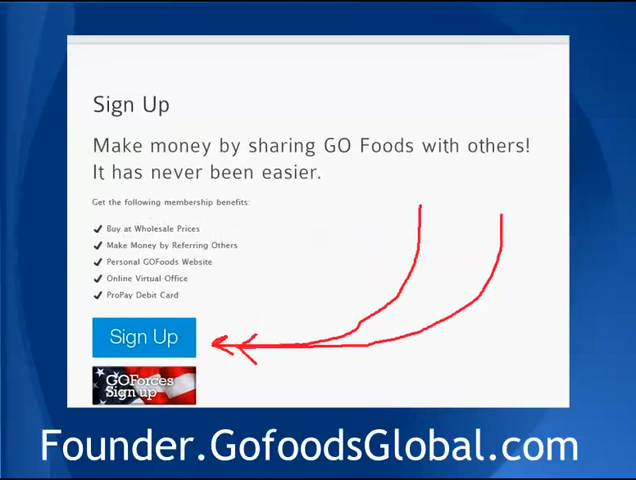 Sign Up
Make money by sharing GO Foods with others!
It has never been easier.
Get the following membership benefits:
Buy at Wholesale Prices
Make Money by Referring Others
Personal GOFoods Website
Online Virtual Office
ProPay Debit Card
Sign Up
GOForces
Sign up
Founder.GofoodsGlobal.com